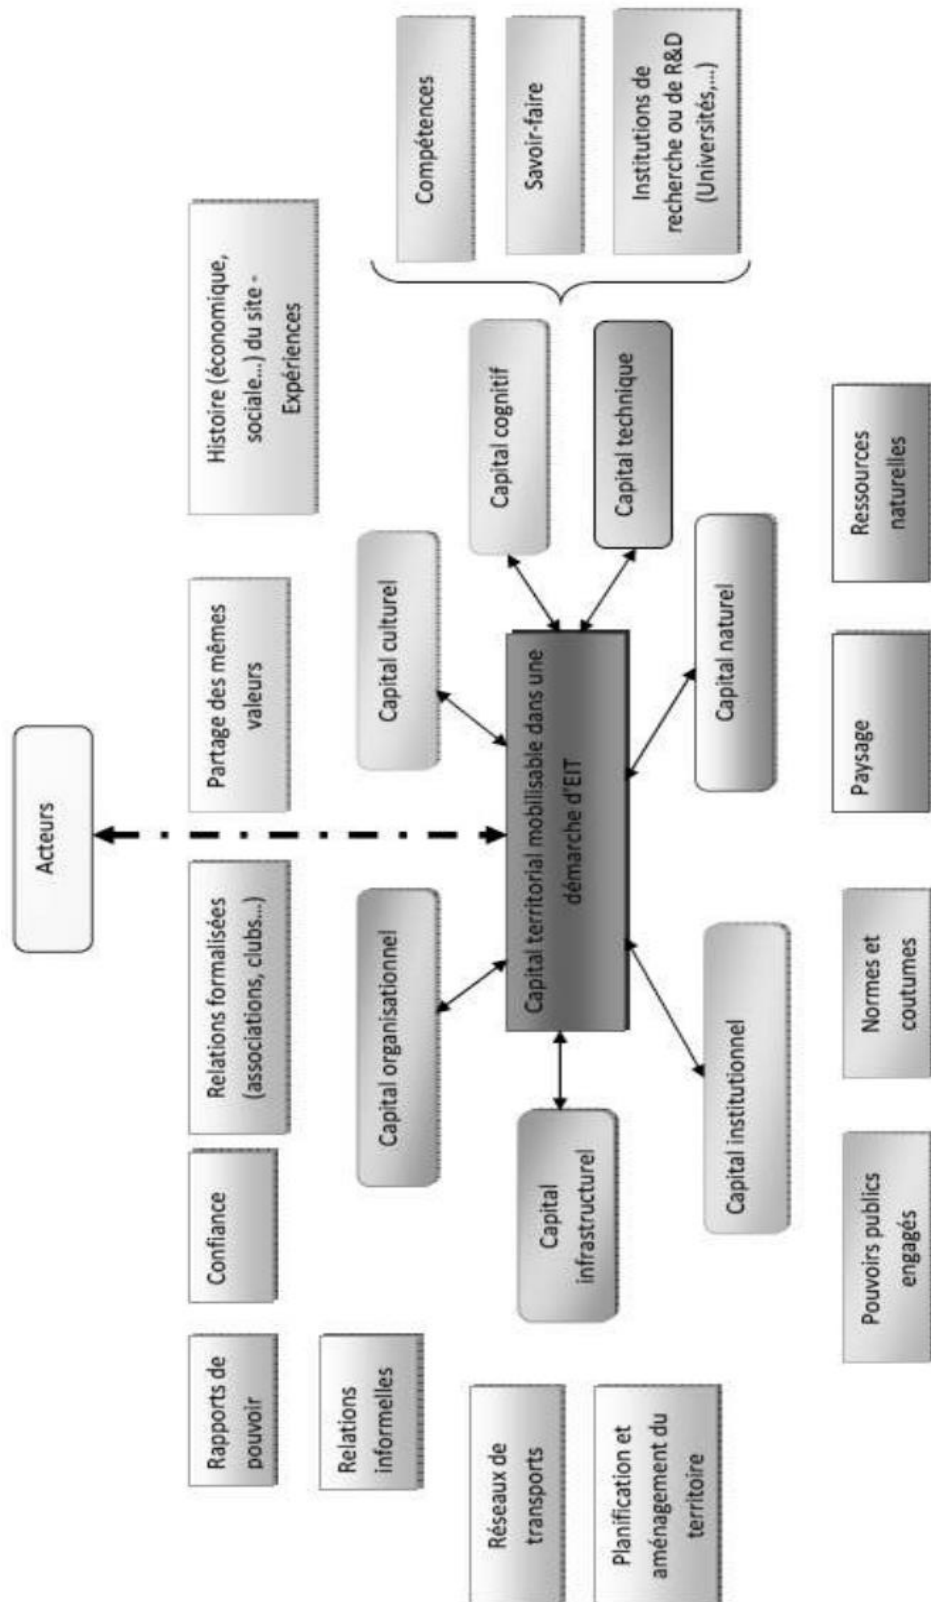 Acteurs
Rapports de
pouvoir
Confiance
Relations formalisées
(associations, clubs...)
Partage des mêmes
valeurs
Histoire (économique,
sociale...) du site -
Expériences
Relations
informelles
Capital organisationnel
Capital culturel
Compétences
Réseaux de
transports
Capital cognitif
Savoir-faire
Capital
infrastructurel
Capital territorial mobilisable dans une
démarche d'EIT
Capital technique
Planification et
aménagement du
territoire
Institutions de
recherche ou de R&D
(Universités,...)
Capital institutionnel
Capital naturel
Pouvoirs publics
engagés
Normes et
coutumes
Paysage
Ressources
naturelles